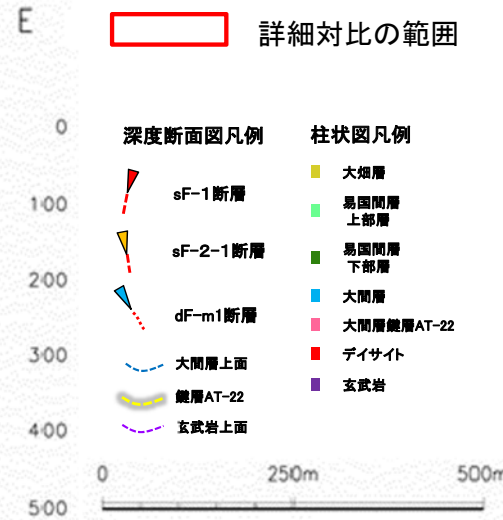 E
詳細対比の範囲
0
100
200
300
400
500
深度断面図凡例
sF-1断層
sF-2-1断層
dF-m1断層
大間層上面
鍵層AT-22
玄武岩上面
柱状図凡例
大畑層
易国間層
上部層
易国間層
下部層
大間層
大間層鍵層AT-22
デイサイト
玄武岩
0 250m 500m